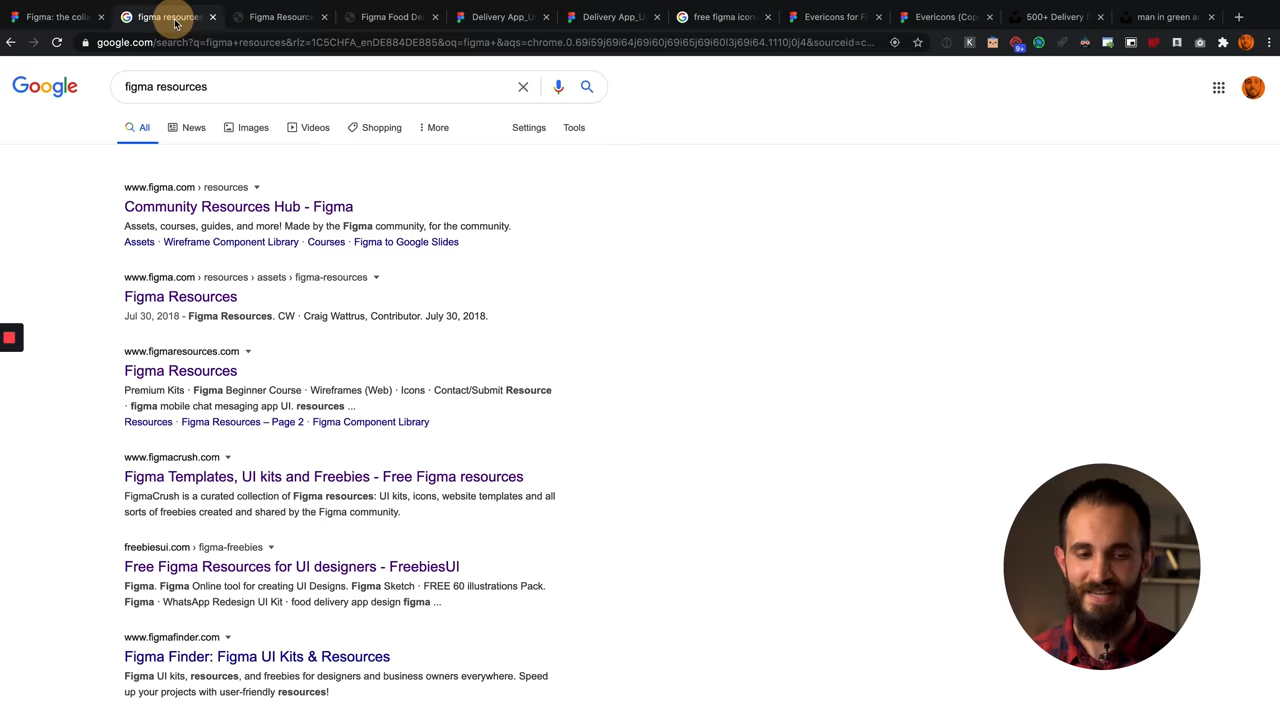 Figma: the colle
figma resources
Figma Resource
Figma Food Del
Delivery App_U
Delivery App_U
free figma icon
Evericons for Fi
Evericons (Cop
500+ Delivery P
man in green a
google.com/search?q=figma+resources&rlz=1C5CHFA_enDE884DE885&oq=figma+&aqs=chrome.0.69i59j69i64j69i60j69i65j69i60l3j69i64.1110j0j4&sourceid=c...
9+
Google
figma resources
All
News
Images
Videos
Shopping
More
Settings
Tools
www.figma.com › resources
Community Resources Hub - Figma
Assets, courses, guides, and more! Made by the Figma community, for the community.
Assets · Wireframe Component Library · Courses · Figma to Google Slides
www.figma.com › resources › assets › figma-resources
Figma Resources
Jul 30, 2018 - Figma Resources. CW · Craig Wattrus, Contributor. July 30, 2018.
www.figmaresources.com
Figma Resources
Premium Kits · Figma Beginner Course · Wireframes (Web) · Icons · Contact/Submit Resource
· figma mobile chat mesaging app UI. resources ...
Resources · Figma Resources – Page 2 · Figma Component Library
www.figmacrush.com
Figma Templates, UI kits and Freebies - Free Figma resources
FigmaCrush is a curated collection of Figma resources: UI kits, icons, website templates and all
sorts of freebies created and shared by the Figma community.
freebiesui.com › figma-freebies
Free Figma Resources for UI designers - FreebiesUI
Figma. Figma Online tool for creating UI Designs. Figma Sketch · FREE 60 illustrations Pack.
Figma · WhatsApp Redesign UI Kit · food delivery app design figma ...
www.figmafinder.com
Figma Finder: Figma UI Kits & Resources
Figma UI kits, resources, and freebies for designers and business owners everywhere. Speed
up your projects with user-friendly resources!